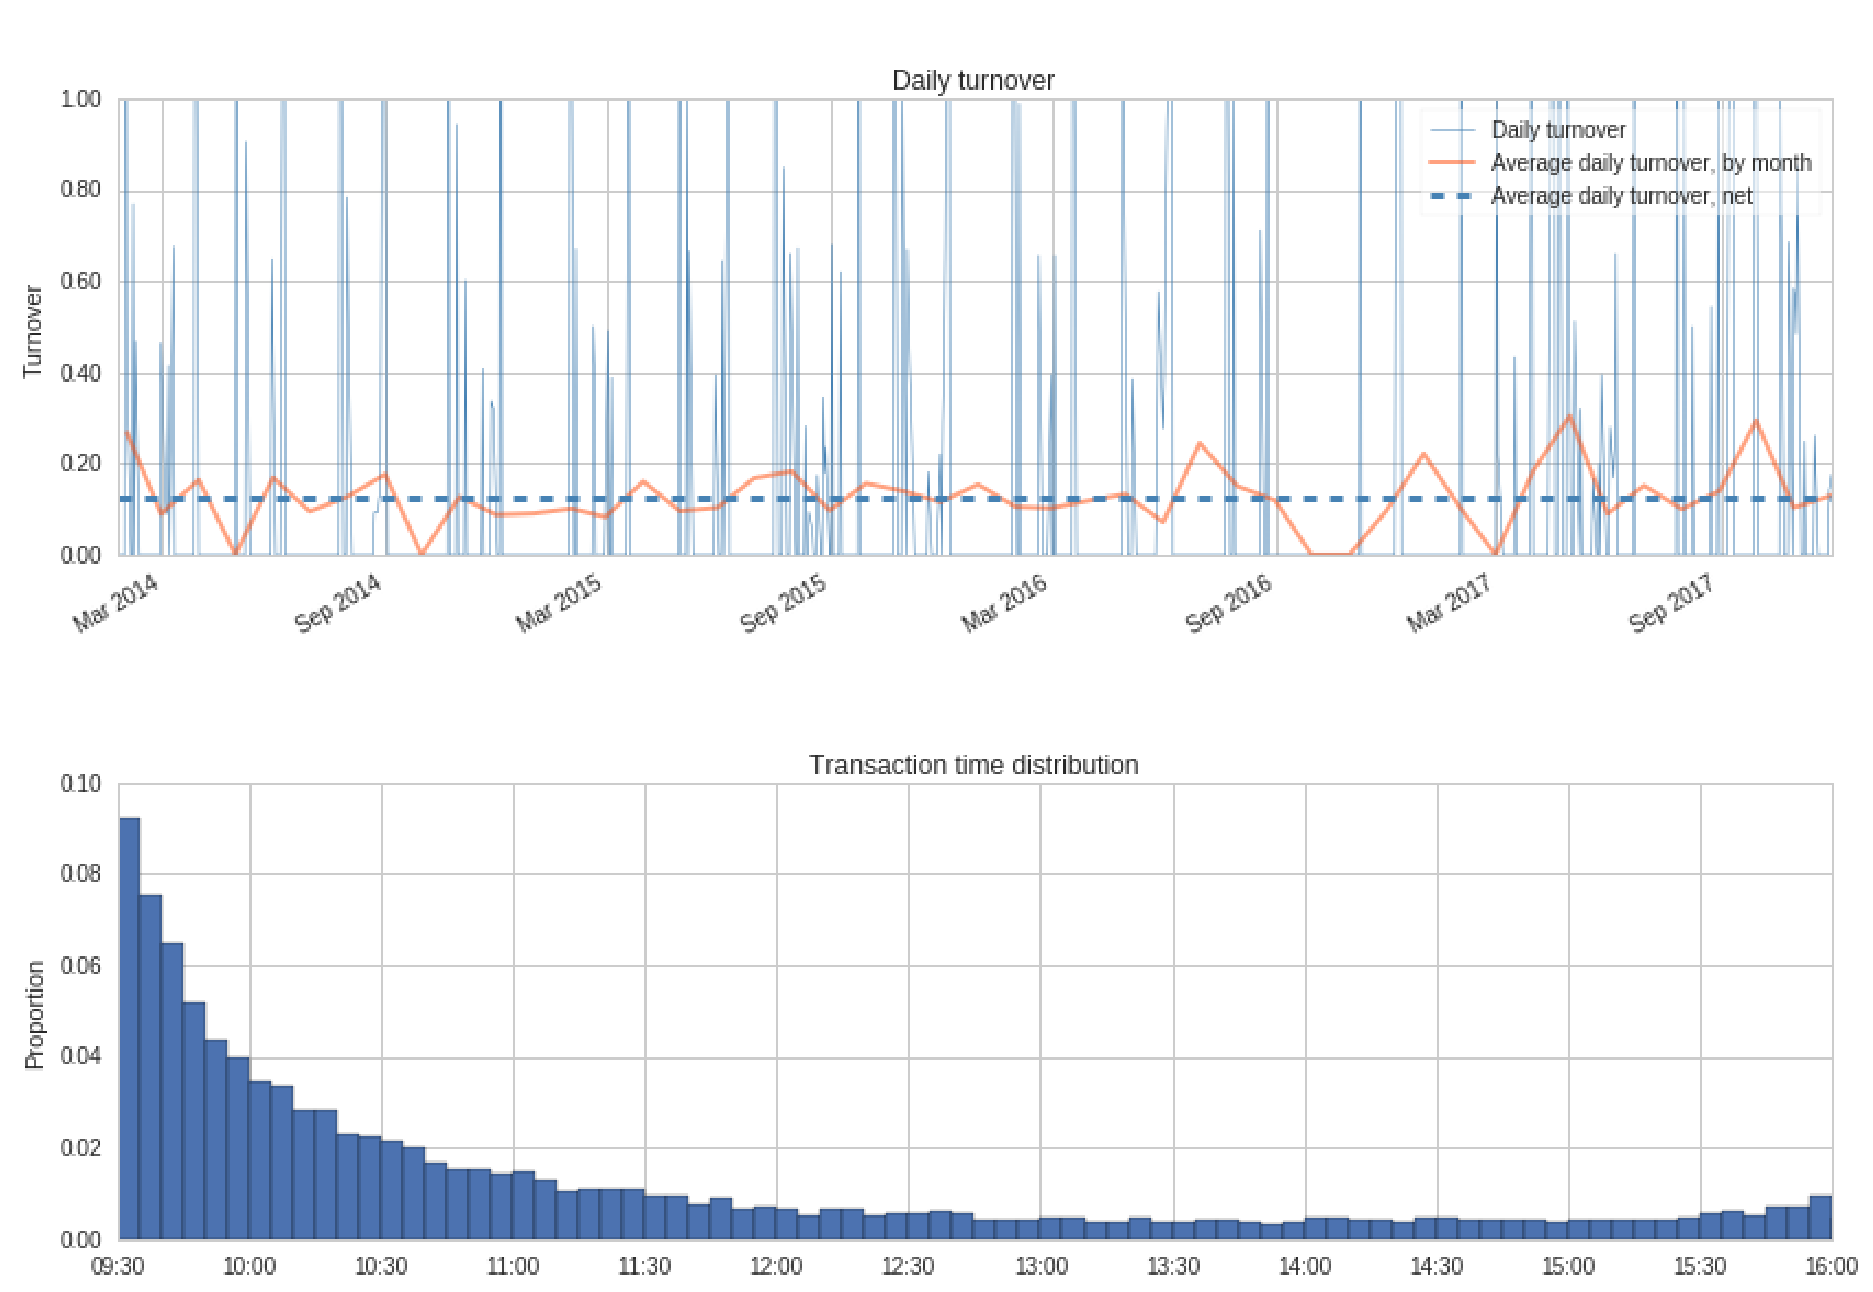 Daily turnover
1.00
0.80
0.60
0.40
0.20
0.00
Turnover
Daily turnover
Average daily turnover, by month
Average daily turnover, net
Mar 2014
Sep 2014
Mar 2015
Sep 2015
Mar 2016
Sep 2016
Mar 2017
Sep 2017
Transaction time distribution
0.10
0.08
0.06
0.04
0.02
0.00
Proportion
09:30
10:00
10:30
11:00
11:30
12:00
12:30
13:00
13:30
14:00
14:30
15:00
15:30
16:00